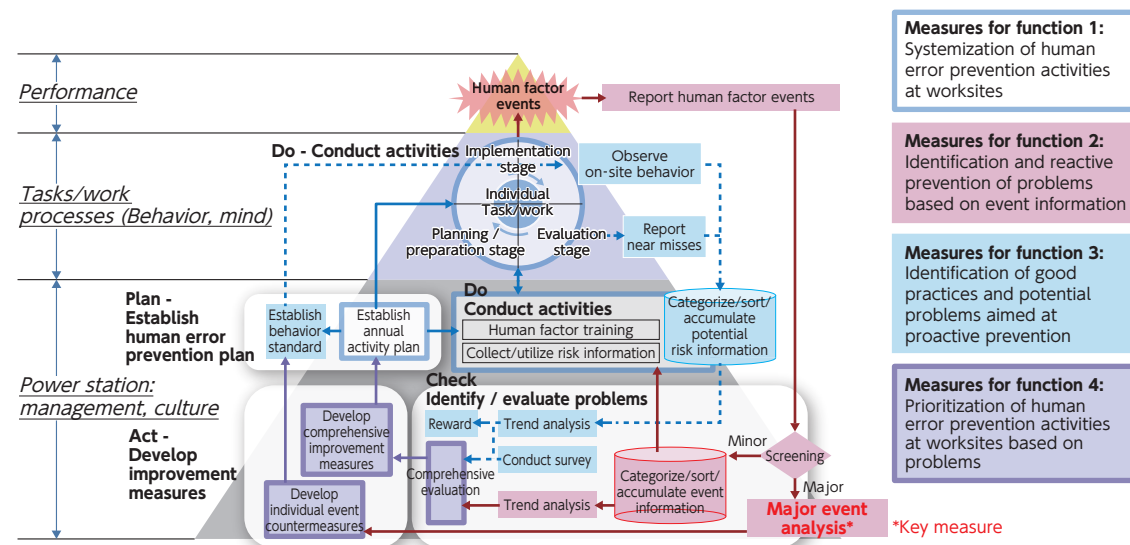 Performance
Human factor
events
Report human factor events
Do - Conduct activities
Implementation
stage
Observe
on-site behavior
Tasks/work
processes (Behavior, mind)
Individual
Task/work
Planning /
preparation stage
Evaluation
stage
Report
near misses
Plan -
Establish
human error
prevention plan
Establish
behavior
standard
Establish
annual
activity plan
Do
Conduct activities
Human factor training
Collect/utilize risk information
Categorize/sort/
accumulate
potential
risk information
Power station:
management, culture
Check
Identify / evaluate problems
Act -
Develop
improvement
measures
Develop
comprehensive
improvement
measures
Reward
Trend analysis
Conduct survey
Comprehensive
evaluation
Trend analysis
Categorize/sort/
accumulate event
information
Minor
Screening
Major
Develop
individual event
countermeasures
Major event
analysis*
*Key measure
Measures for function 1:
Systemization of human
error prevention activities
at worksites
Measures for function 2:
Identification and reactive
prevention of problems
based on event information
Measures for function 3:
Identification of good
practices and potential
problems aimed at
proactive prevention
Measures for function 4:
Prioritization of human
error prevention activities
at worksites based on
problems